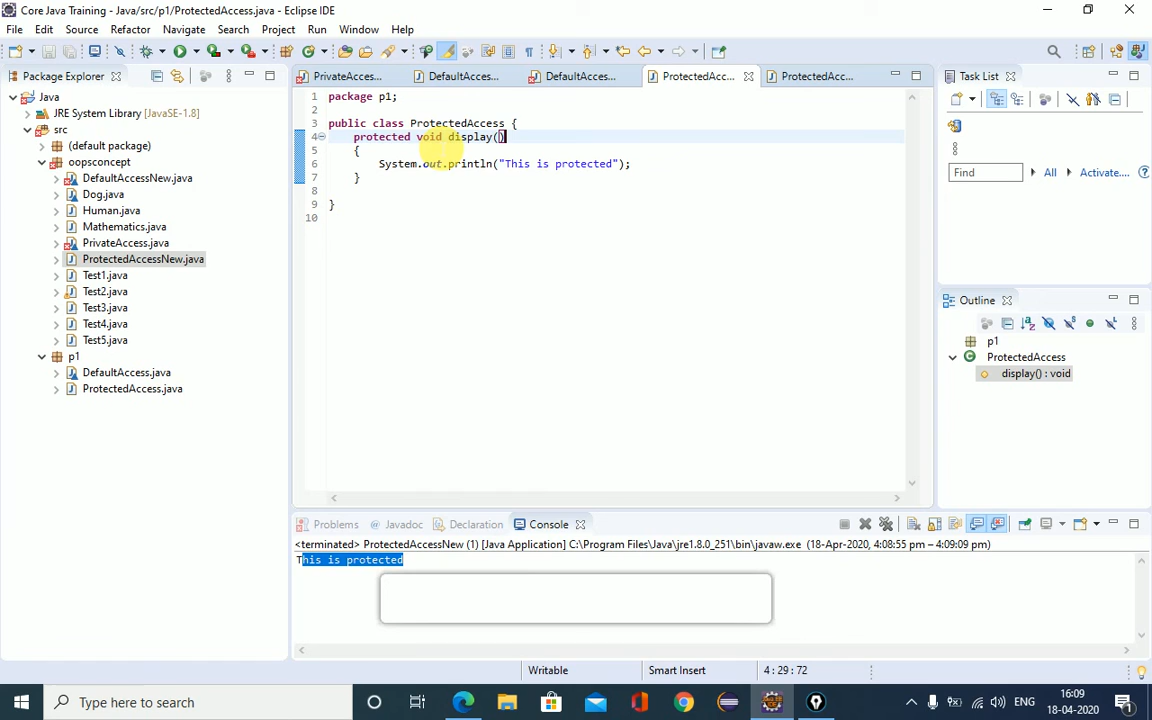 Core Java Training - Java/src/p1/ProtectedAccess.java - Eclipse IDE
File Edit Source Refactor Navigate Search Project Run Window Help
Package Explorer
Java
JRE System Library [JavaSE-1.8]
src
(default package)
oopsconcept
DefaultAccessNew.java
Dog.java
Human.java
Mathematics.java
PrivateAccess.java
ProtectedAccessNew.java
Test1.java
Test2.java
Test3.java
Test4.java
Test5.java
p1
DefaultAccess.java
ProtectedAccess.java
PrivateAcces... DefaultAcces... DefaultAcces... ProtectedAcc... ProtectedAcc...
1 package p1;
2
3 public class ProtectedAccess {
4 protected void display()
5 {
6 System.out.println("This is protected");
7 }
8
9 }
10
Task List
Find All Activate....
Outline
p1
ProtectedAccess
display() : void
Problems Javadoc Declaration Console
<terminated> ProtectedAccessNew (1) [Java Application] C:\Program Files\Java\jre1.8.0_251\bin\javaw.exe (18-Apr-2020, 4:08:55 pm – 4:09:09 pm)
This is protected
Writable Smart Insert 4 : 29 : 72
Type here to search
ENG
16:09
18-04-2020
1